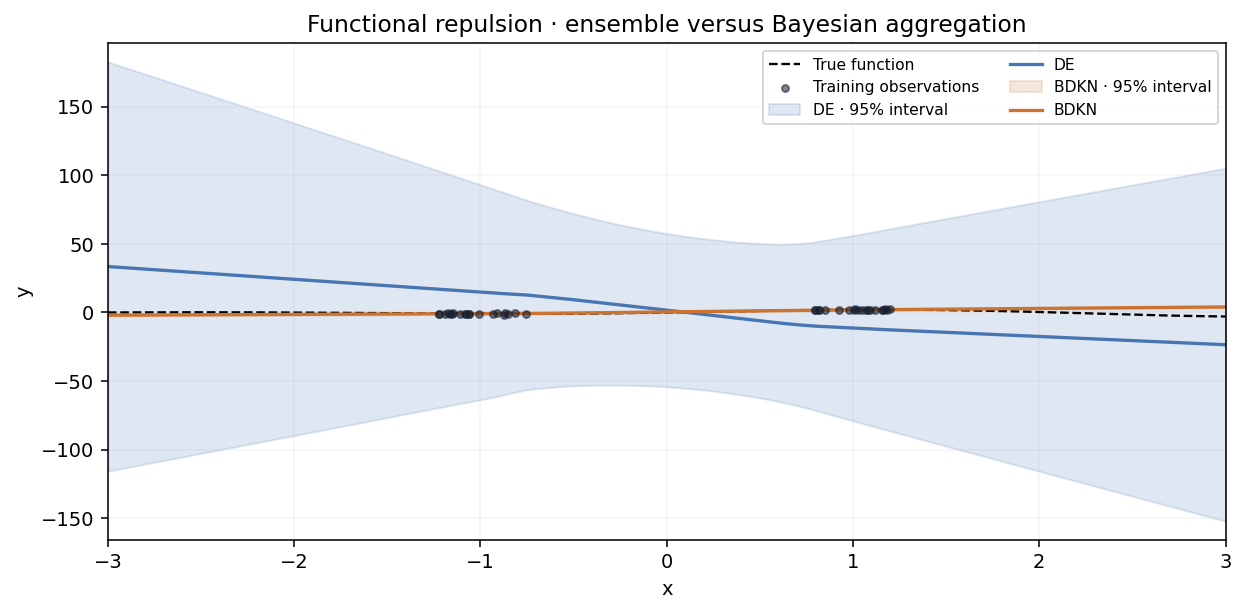 Functional repulsion · ensemble versus Bayesian aggregation
True function
Training observations
DE · 95% interval
DE
BDKN · 95% interval
BDKN
150
100
50
0
−50
−100
−150
y
−3
−2
−1
0
1
2
3
x